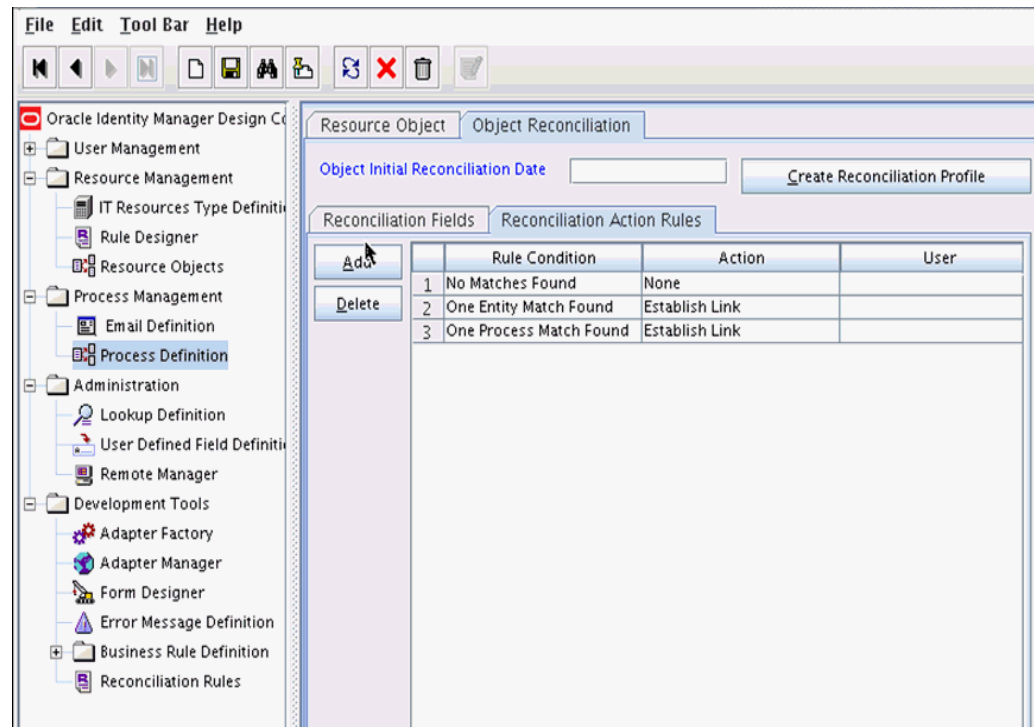 File Edit Tool Bar Help
Oracle Identity Manager Design Co
User Management
Resource Management
IT Resources Type Definiti
Rule Designer
Resource Objects
Process Management
Email Definition
Process Definition
Administration
Lookup Definition
User Defined Field Definiti
Remote Manager
Development Tools
Adapter Factory
Adapter Manager
Form Designer
Error Message Definition
Business Rule Definition
Reconciliation Rules
Resource Object Object Reconciliation
Object Initial Reconciliation Date Create Reconciliation Profile
Reconciliation Fields Reconciliation Action Rules
Add
Delete
Rule Condition Action User
1 No Matches Found None
2 One Entity Match Found Establish Link
3 One Process Match Found Establish Link